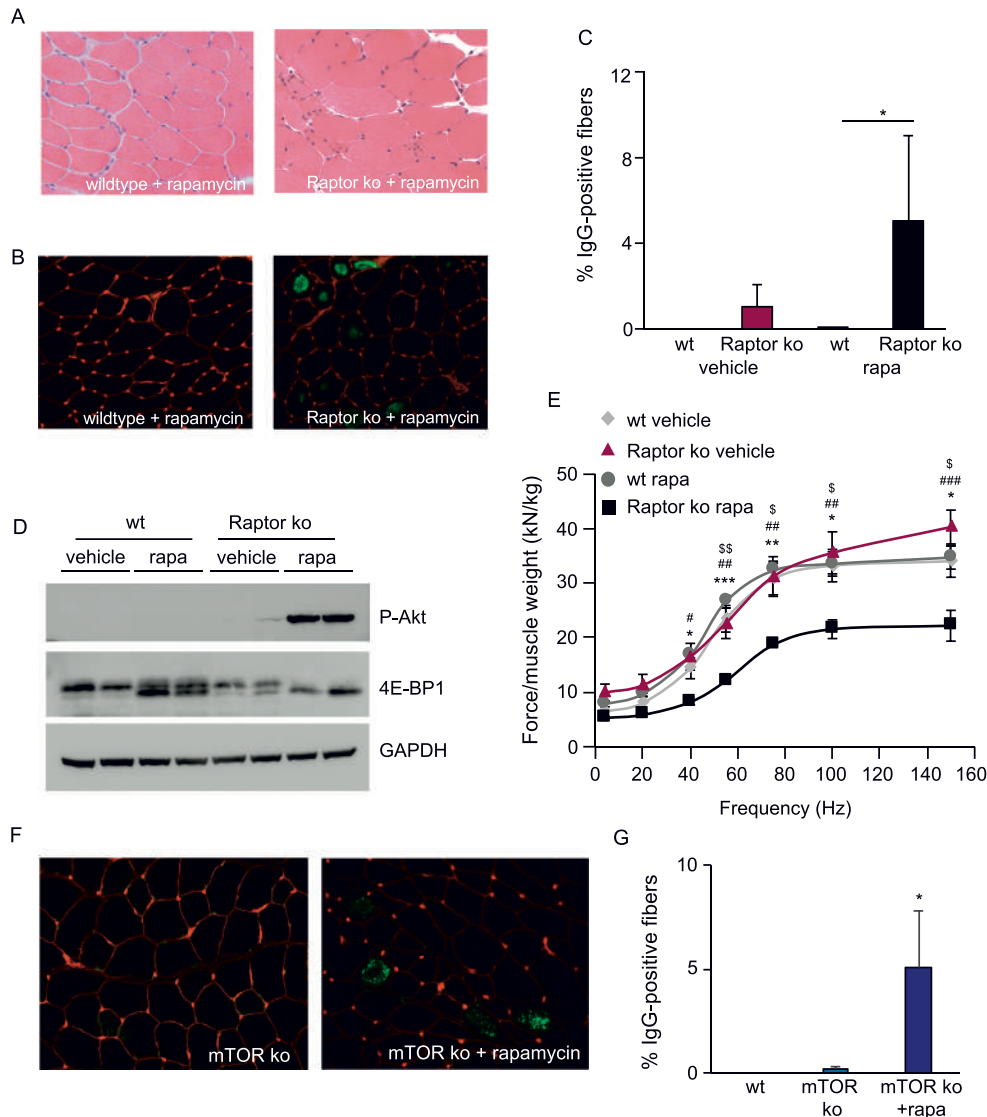 A
wildtype + rapamycin
Raptor ko + rapamycin
B
wildtype + rapamycin
Raptor ko + rapamycin
C
% IgG-positive fibers
12
8
4
0
*
wt Raptor ko wt Raptor ko
vehicle rapa
D
wt Raptor ko
vehicle rapa vehicle rapa
P-Akt
4E-BP1
GAPDH
E
wt vehicle
Raptor ko vehicle
wt rapa
Raptor ko rapa
Force/muscle weight (kN/kg)
50
40
30
20
10
0
#
*
$$
##
***
$
##
**
$
##
*
$
###
*
0 20 40 60 80 100 120 140 160
Frequency (Hz)
F
mTOR ko
mTOR ko + rapamycin
G
% IgG-positive fibers
10
5
0
*
wt mTOR mTOR ko
ko +rapa